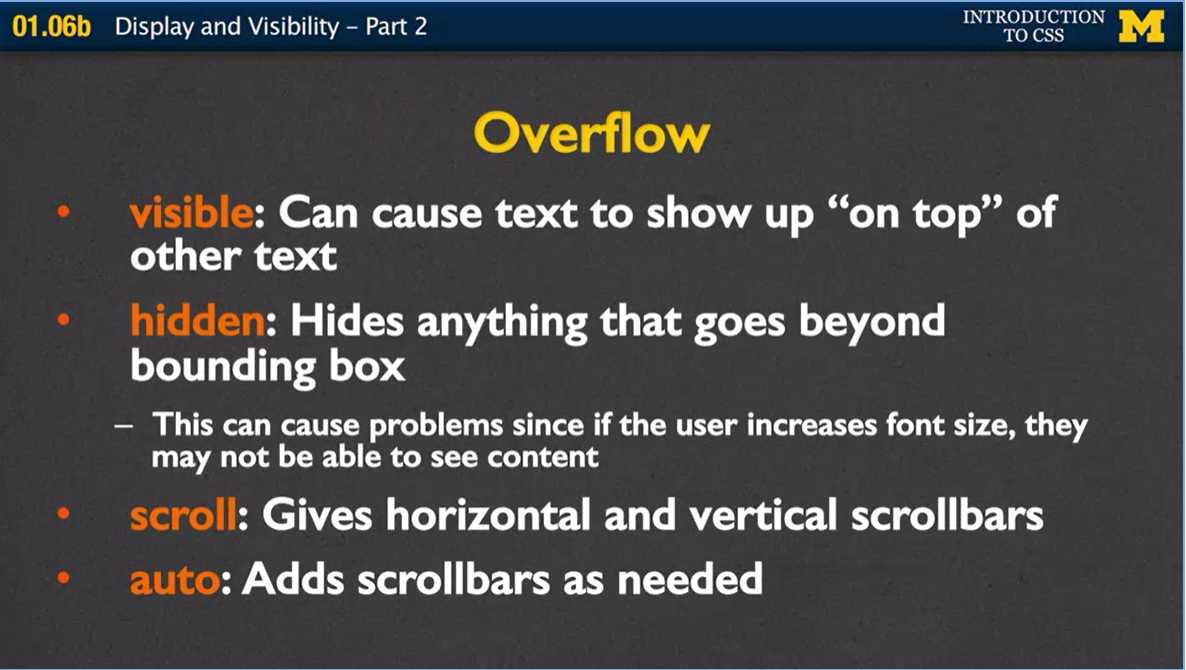 01.06b Display and Visibility – Part 2
INTRODUCTION
TO CSS
M
Overflow
• visible: Can cause text to show up “on top” of
other text
• hidden: Hides anything that goes beyond
bounding box
– This can cause problems since if the user increases font size, they
may not be able to see content
• scroll: Gives horizontal and vertical scrollbars
• auto: Adds scrollbars as needed